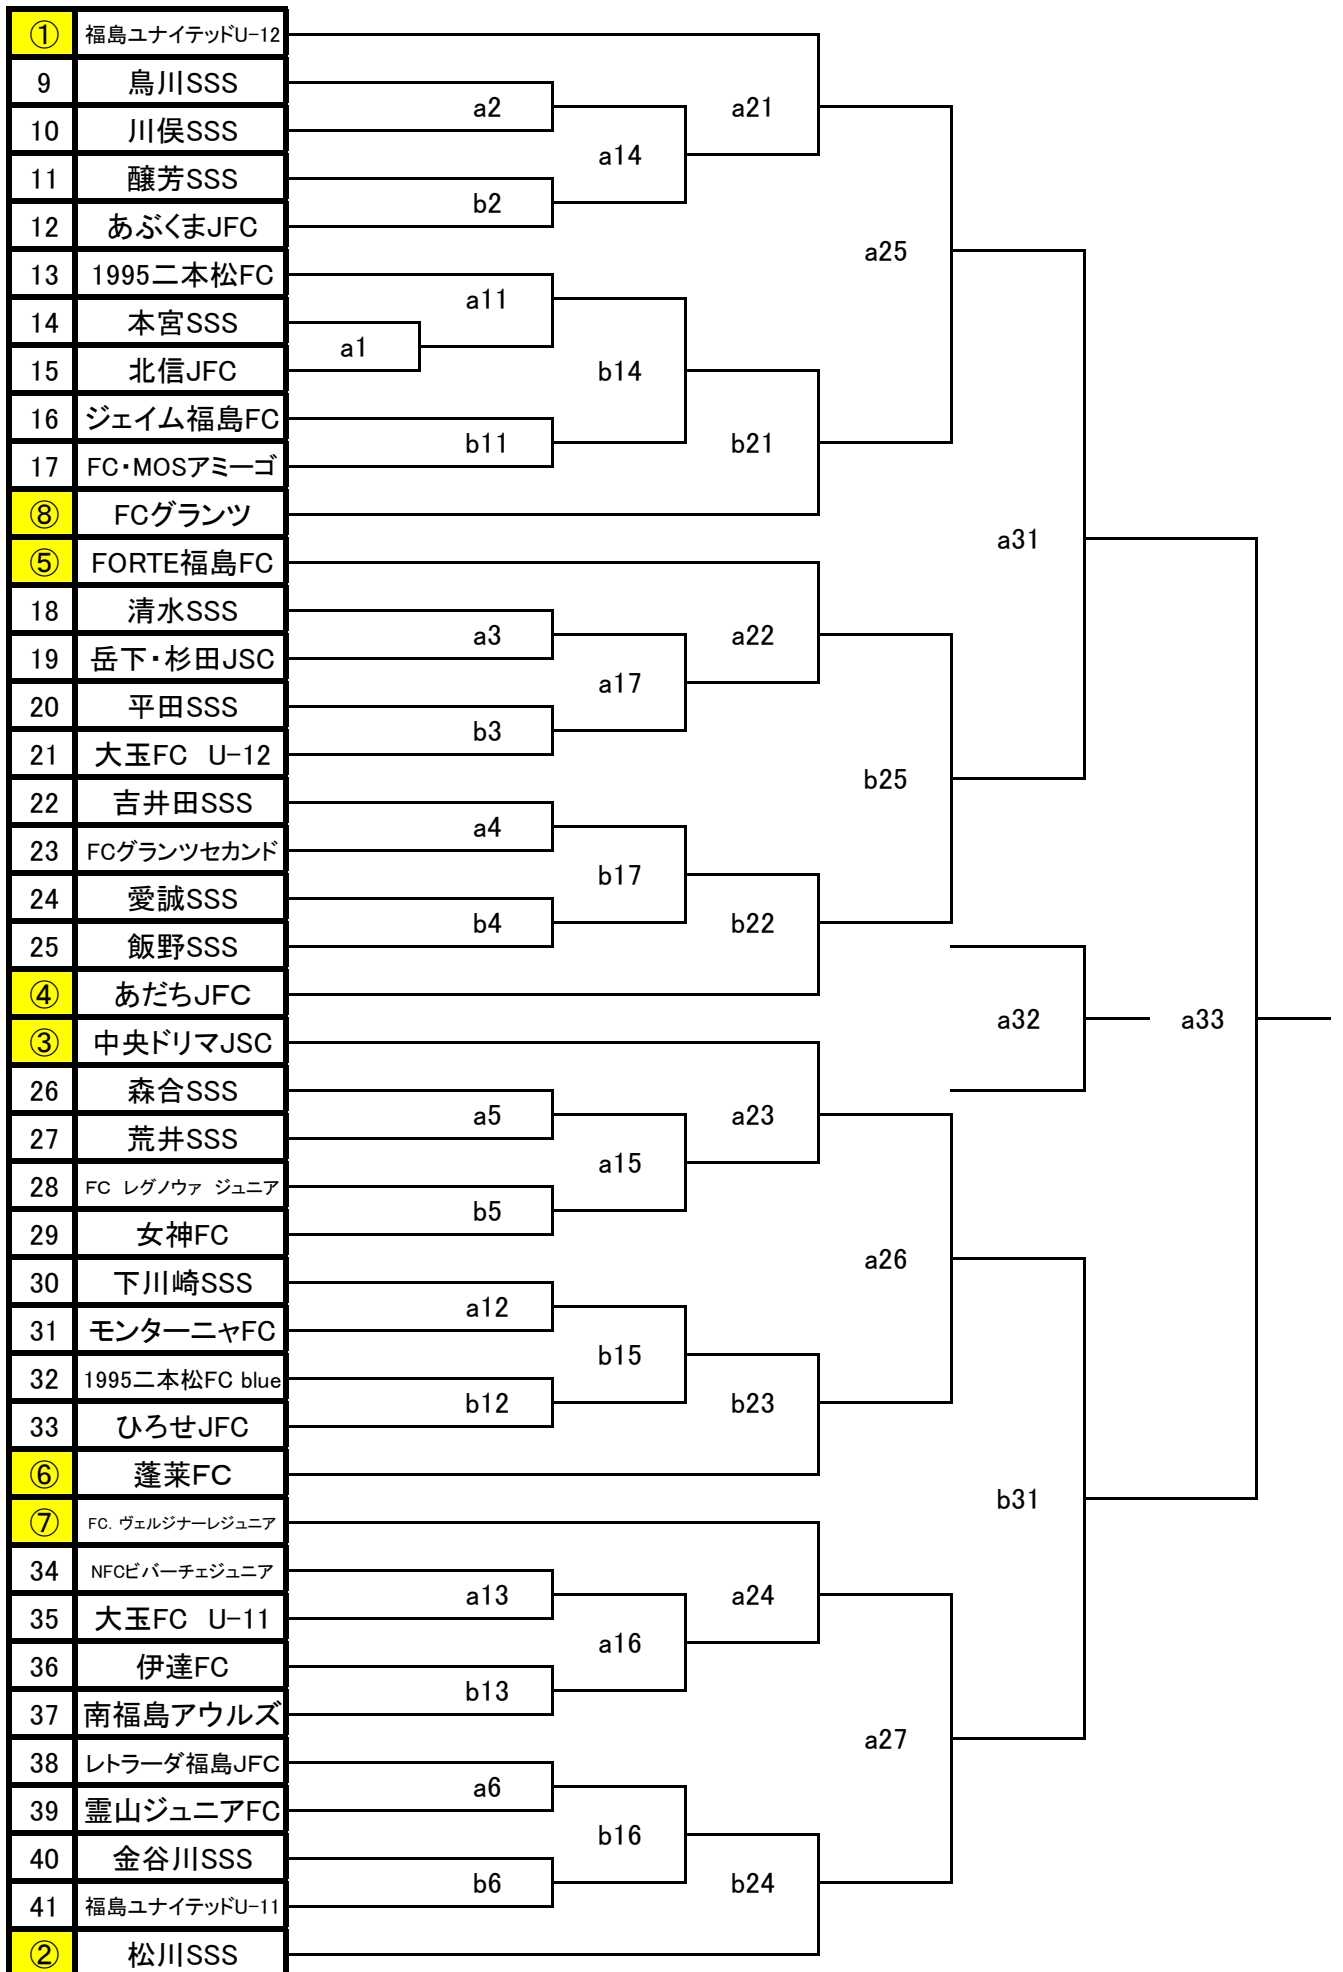 ① 福島ユナイテッドU-12
9 鳥川SSS
a2 a21
10 川俣SSS
a14
11 醸芳SSS
b2
12 あぶくまJFC
a25
13 1995二本松FC
a11
14 本宮SSS
a1
15 北信JFC
b14
16 ジェイム福島FC
b11 b21
17 FC・MOSアミーゴ
⑧ FCグランツ
a31
⑤ FORTE福島FC
18 清水SSS
a3 a22
19 岳下・杉田JSC
a17
20 平田SSS
b3
21 大玉FC U-12
b25
22 吉井田SSS
a4
23 FCグランツセカンド
b17
24 愛誠SSS
b4 b22
25 飯野SSS
④ あだちJFC
a32 a33
③ 中央ドリマJSC
26 森合SSS
a5 a23
27 荒井SSS
a15
28 FC レグノウァ ジュニア
b5
29 女神FC
a26
30 下川崎SSS
a12
31 モンターニャFC
b15
32 1995二本松FC blue
b12 b23
33 ひろせJFC
⑥ 蓬莱FC
b31
⑦ FC. ヴェルジナーレジュニア
34 NFCビバーチェジュニア
a13 a24
35 大玉FC U-11
a16
36 伊達FC
b13
37 南福島アウルズ
a27
38 レトラーダ福島JFC
a6
39 霊山ジュニアFC
b16
40 金谷川SSS
b6 b24
41 福島ユナイテッドU-11
② 松川SSS